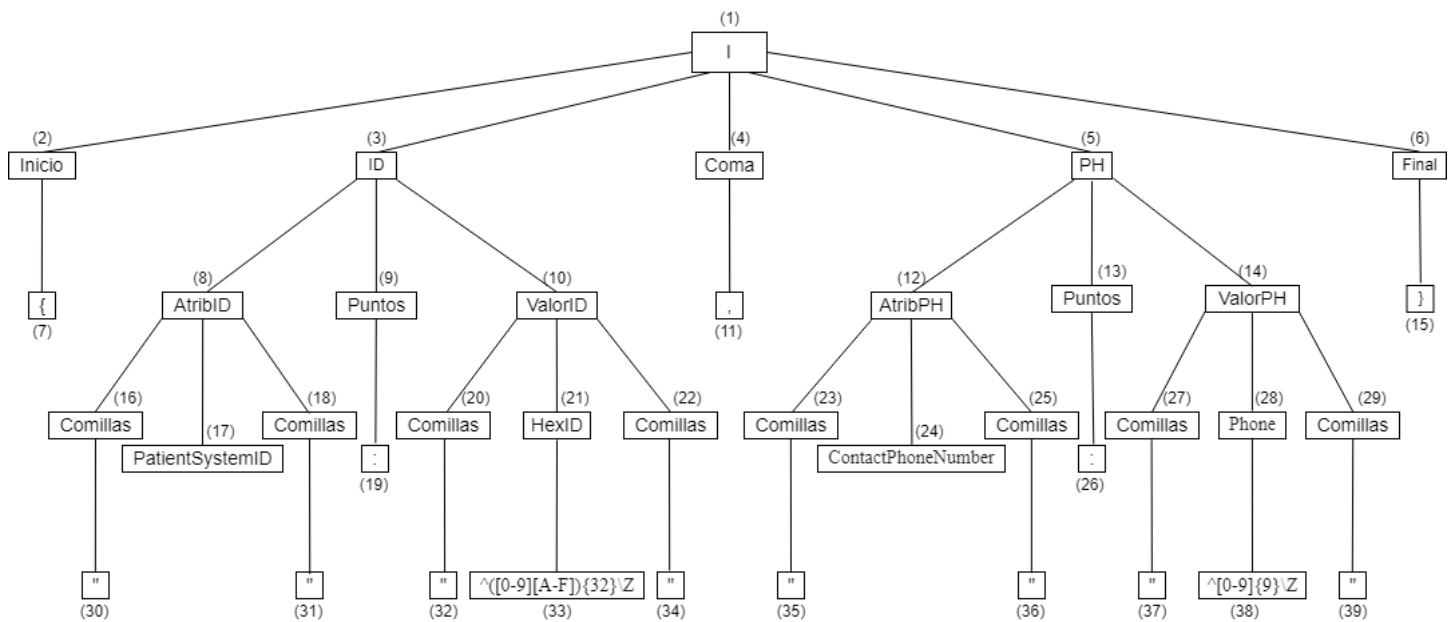 (1)
I
(2) (3) (4) (5) (6)
Inicio ID Coma PH Final
(8) (9) (10) (12) (13) (14)
{ AtribID Puntos ValorID , AtribPH Puntos ValorPH }
(7) (11) (15)
(16) (18) (20) (21) (22) (23) (25) (27) (28) (29)
Comillas Comillas Comillas HexID Comillas Comillas Comillas Comillas Phone Comillas
(17) (24)
PatientSystemID : ContactPhoneNumber :
(19) (26)
" " " ^([0-9][A-F]){32}\Z " " " " ^[0-9]{9}\Z "
(30) (31) (32) (33) (34) (35) (36) (37) (38) (39)